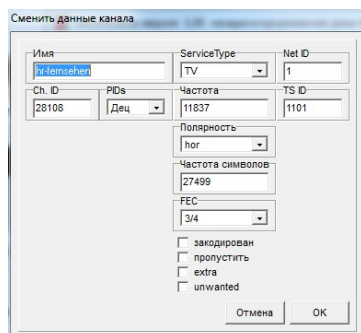 Сменить данные канала
Имя ServiceType Net ID
hr-fernsehen TV 1
Ch. ID PIDs Частота TS ID
28108 Дец 11837 1101
Полярность
hor
Частота символов
27499
FEC
3/4
закодирован
пропустить
extra
unwanted
Отмена OK